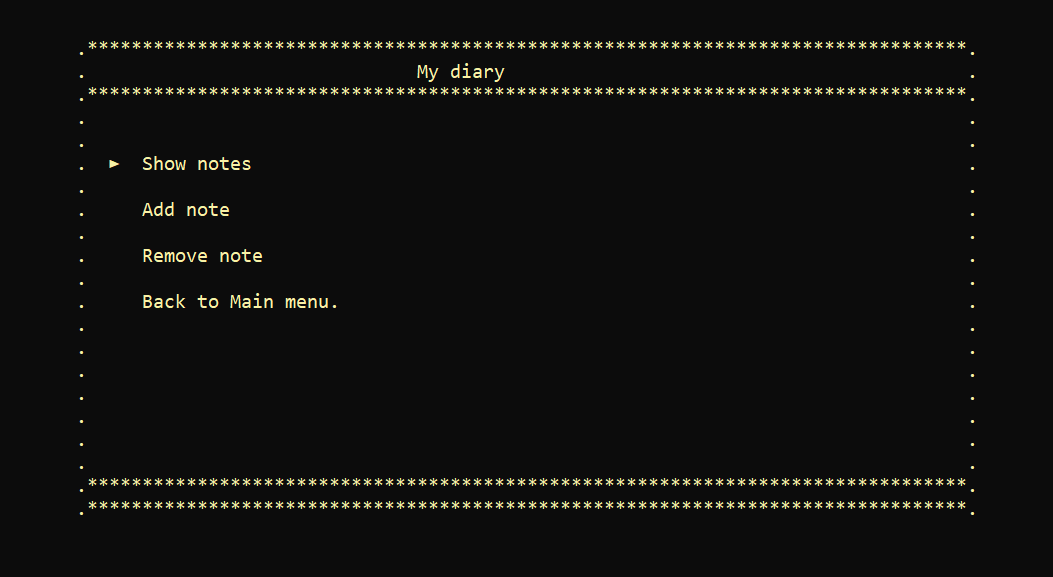 My diary
► Show notes
Add note
Remove note
Back to Main menu.